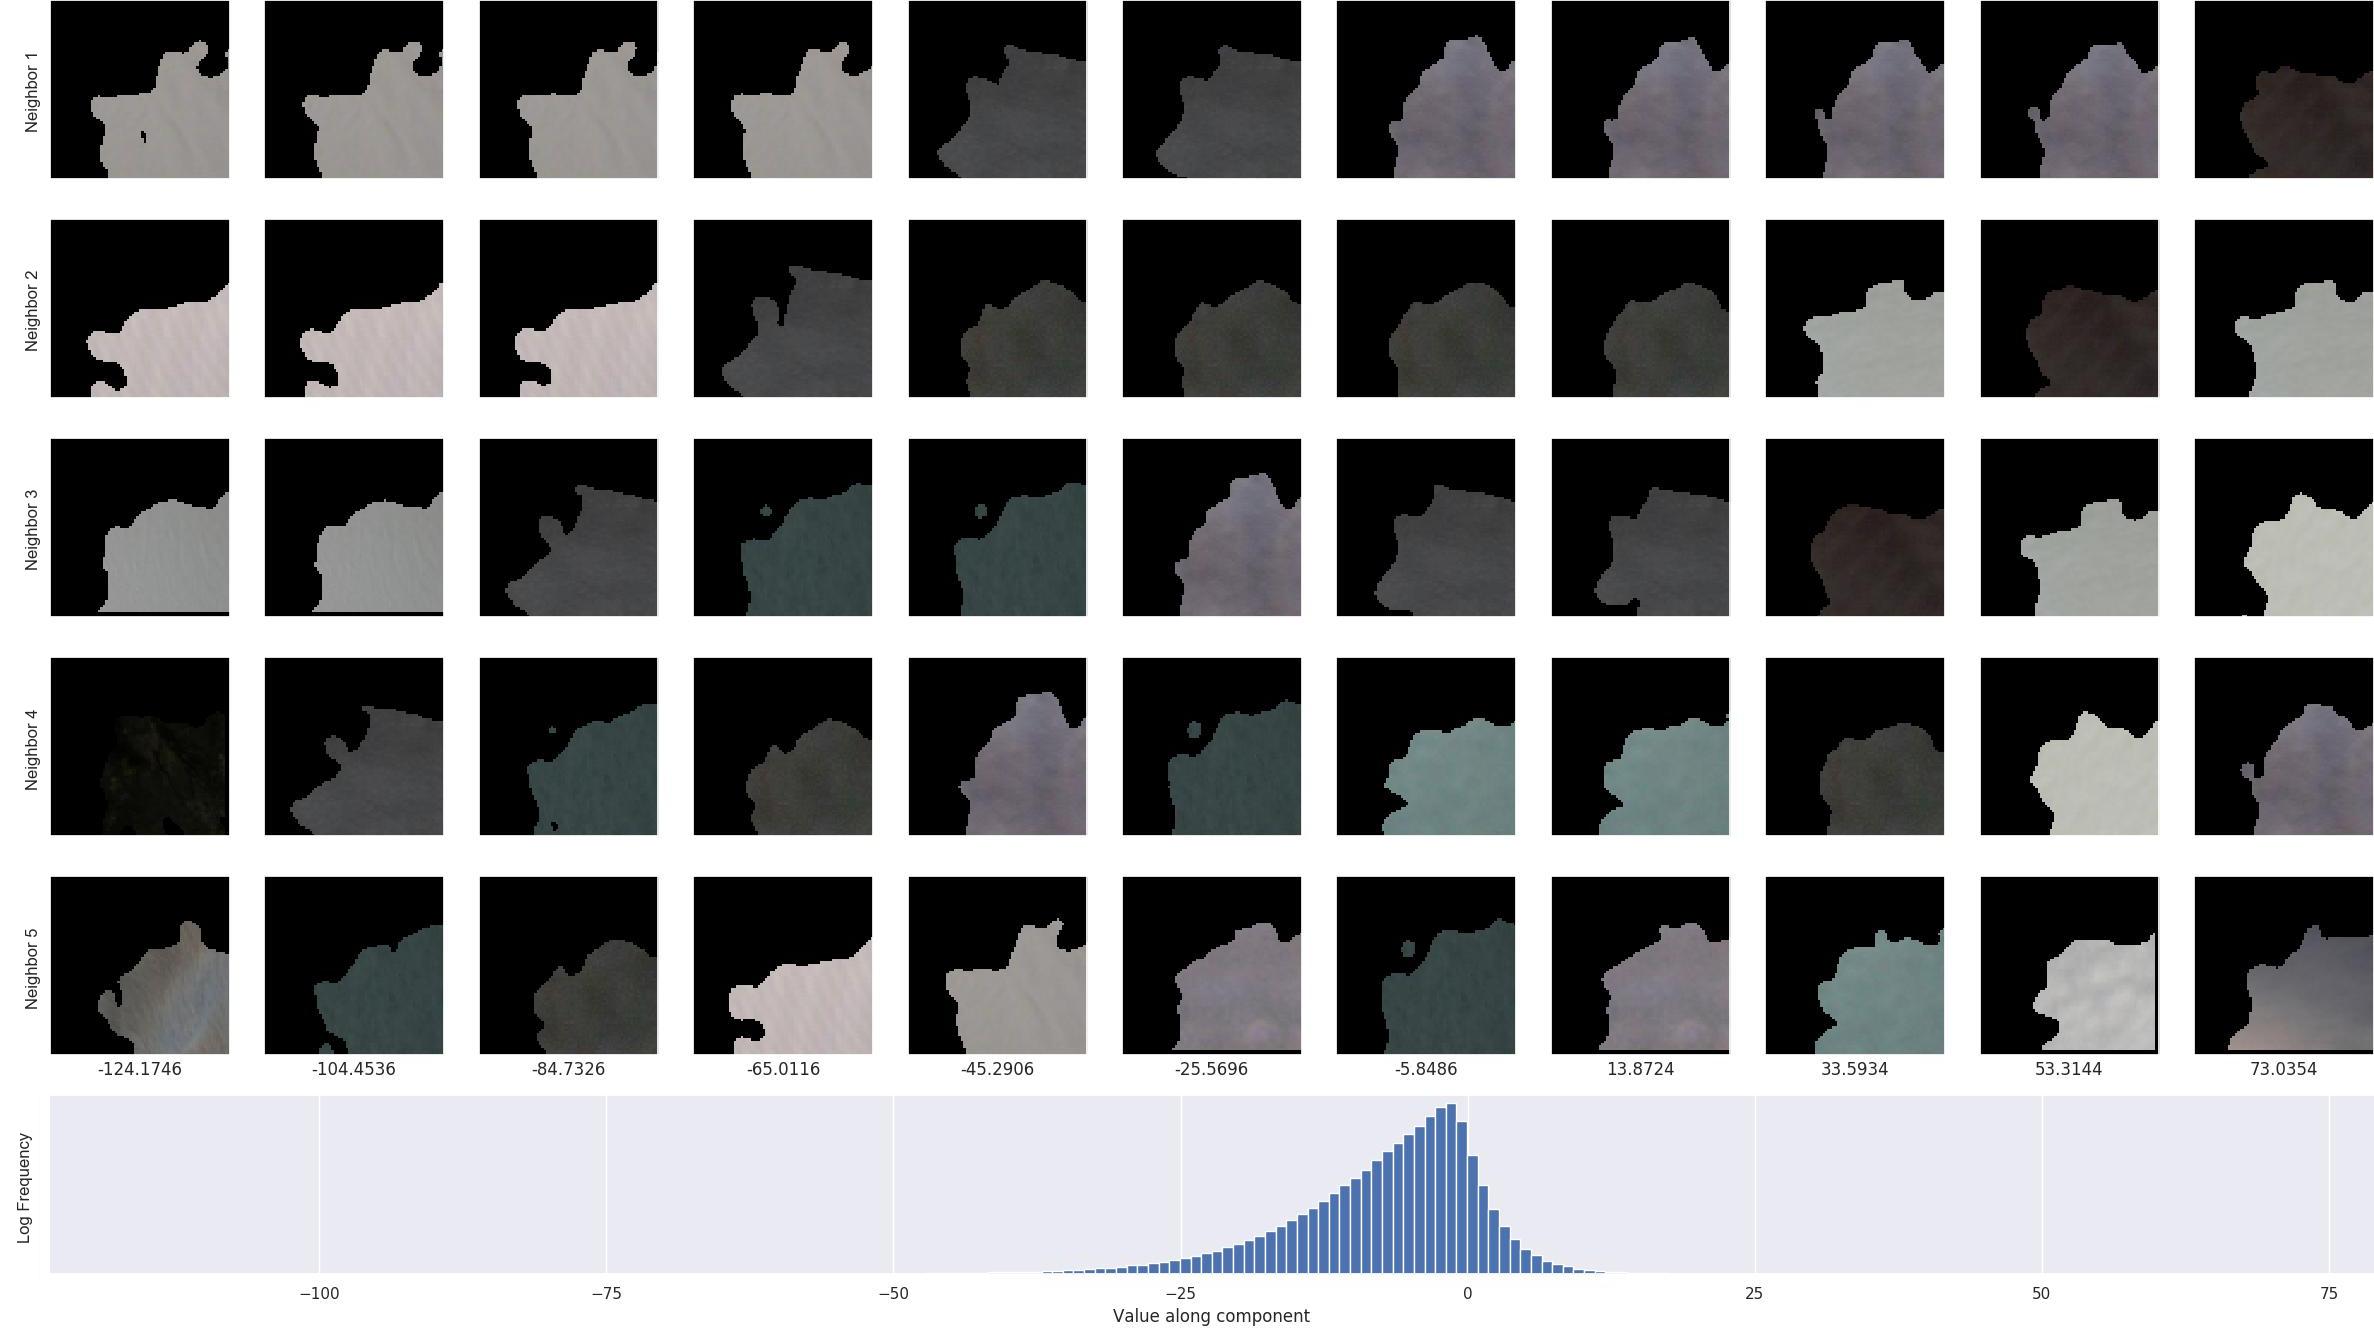 Neighbor 1
Neighbor 2
Neighbor 3
Neighbor 4
Neighbor 5
-124.1746 -104.4536 -84.7326 -65.0116 -45.2906 -25.5696 -5.8486 13.8724 33.5934 53.3144 73.0354
Log Frequency
−100 −75 −50 −25 0 25 50 75
Value along component